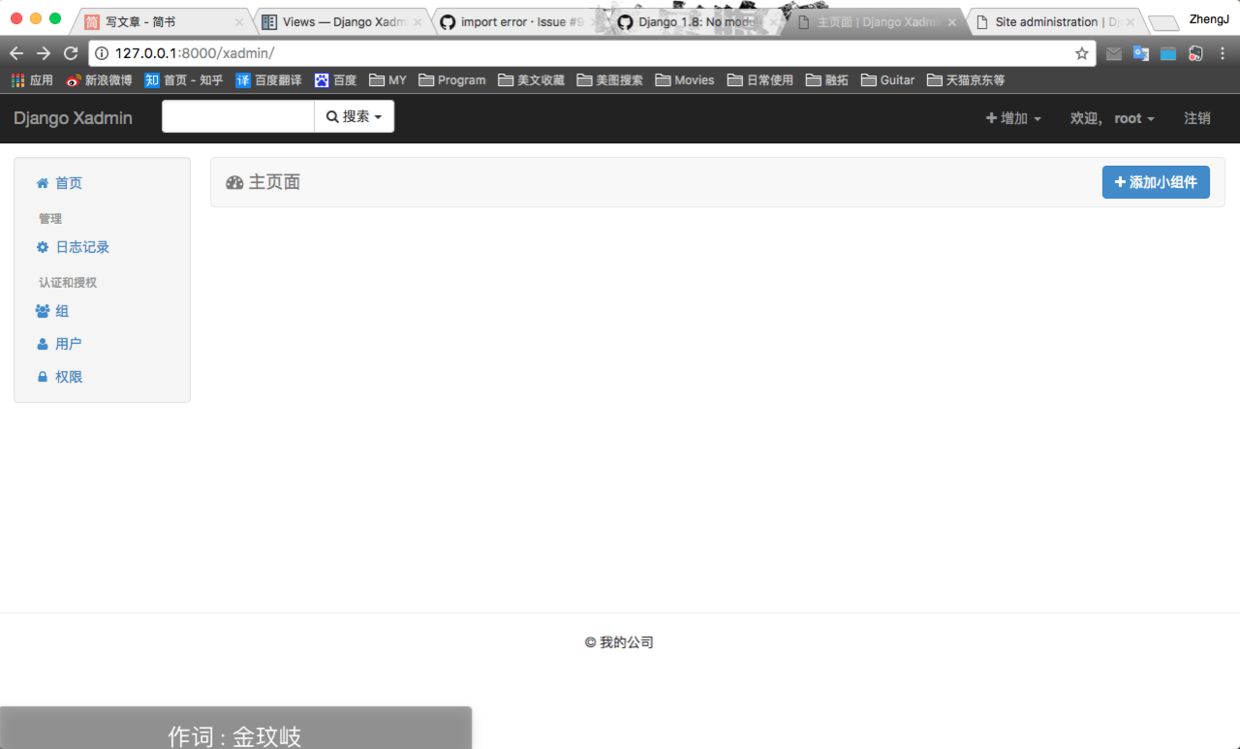 写文章 - 简书
Views — Django Xadm
import error · Issue #9
Django 1.8: No mod
主页面 | Django Xadm
Site administration | D
ZhengJ
127.0.0.1:8000/xadmin/
应用 新浪微博 知 首页 - 知乎 译 百度翻译 百度 MY Program 美文收藏 美图搜索 Movies 日常使用 融拓 Guitar 天猫京东等
Django Xadmin 搜索 增加 欢迎， root 注销
首页
管理
日志记录
认证和授权
组
用户
权限
主页面
添加小组件
© 我的公司
作词 : 金玟岐